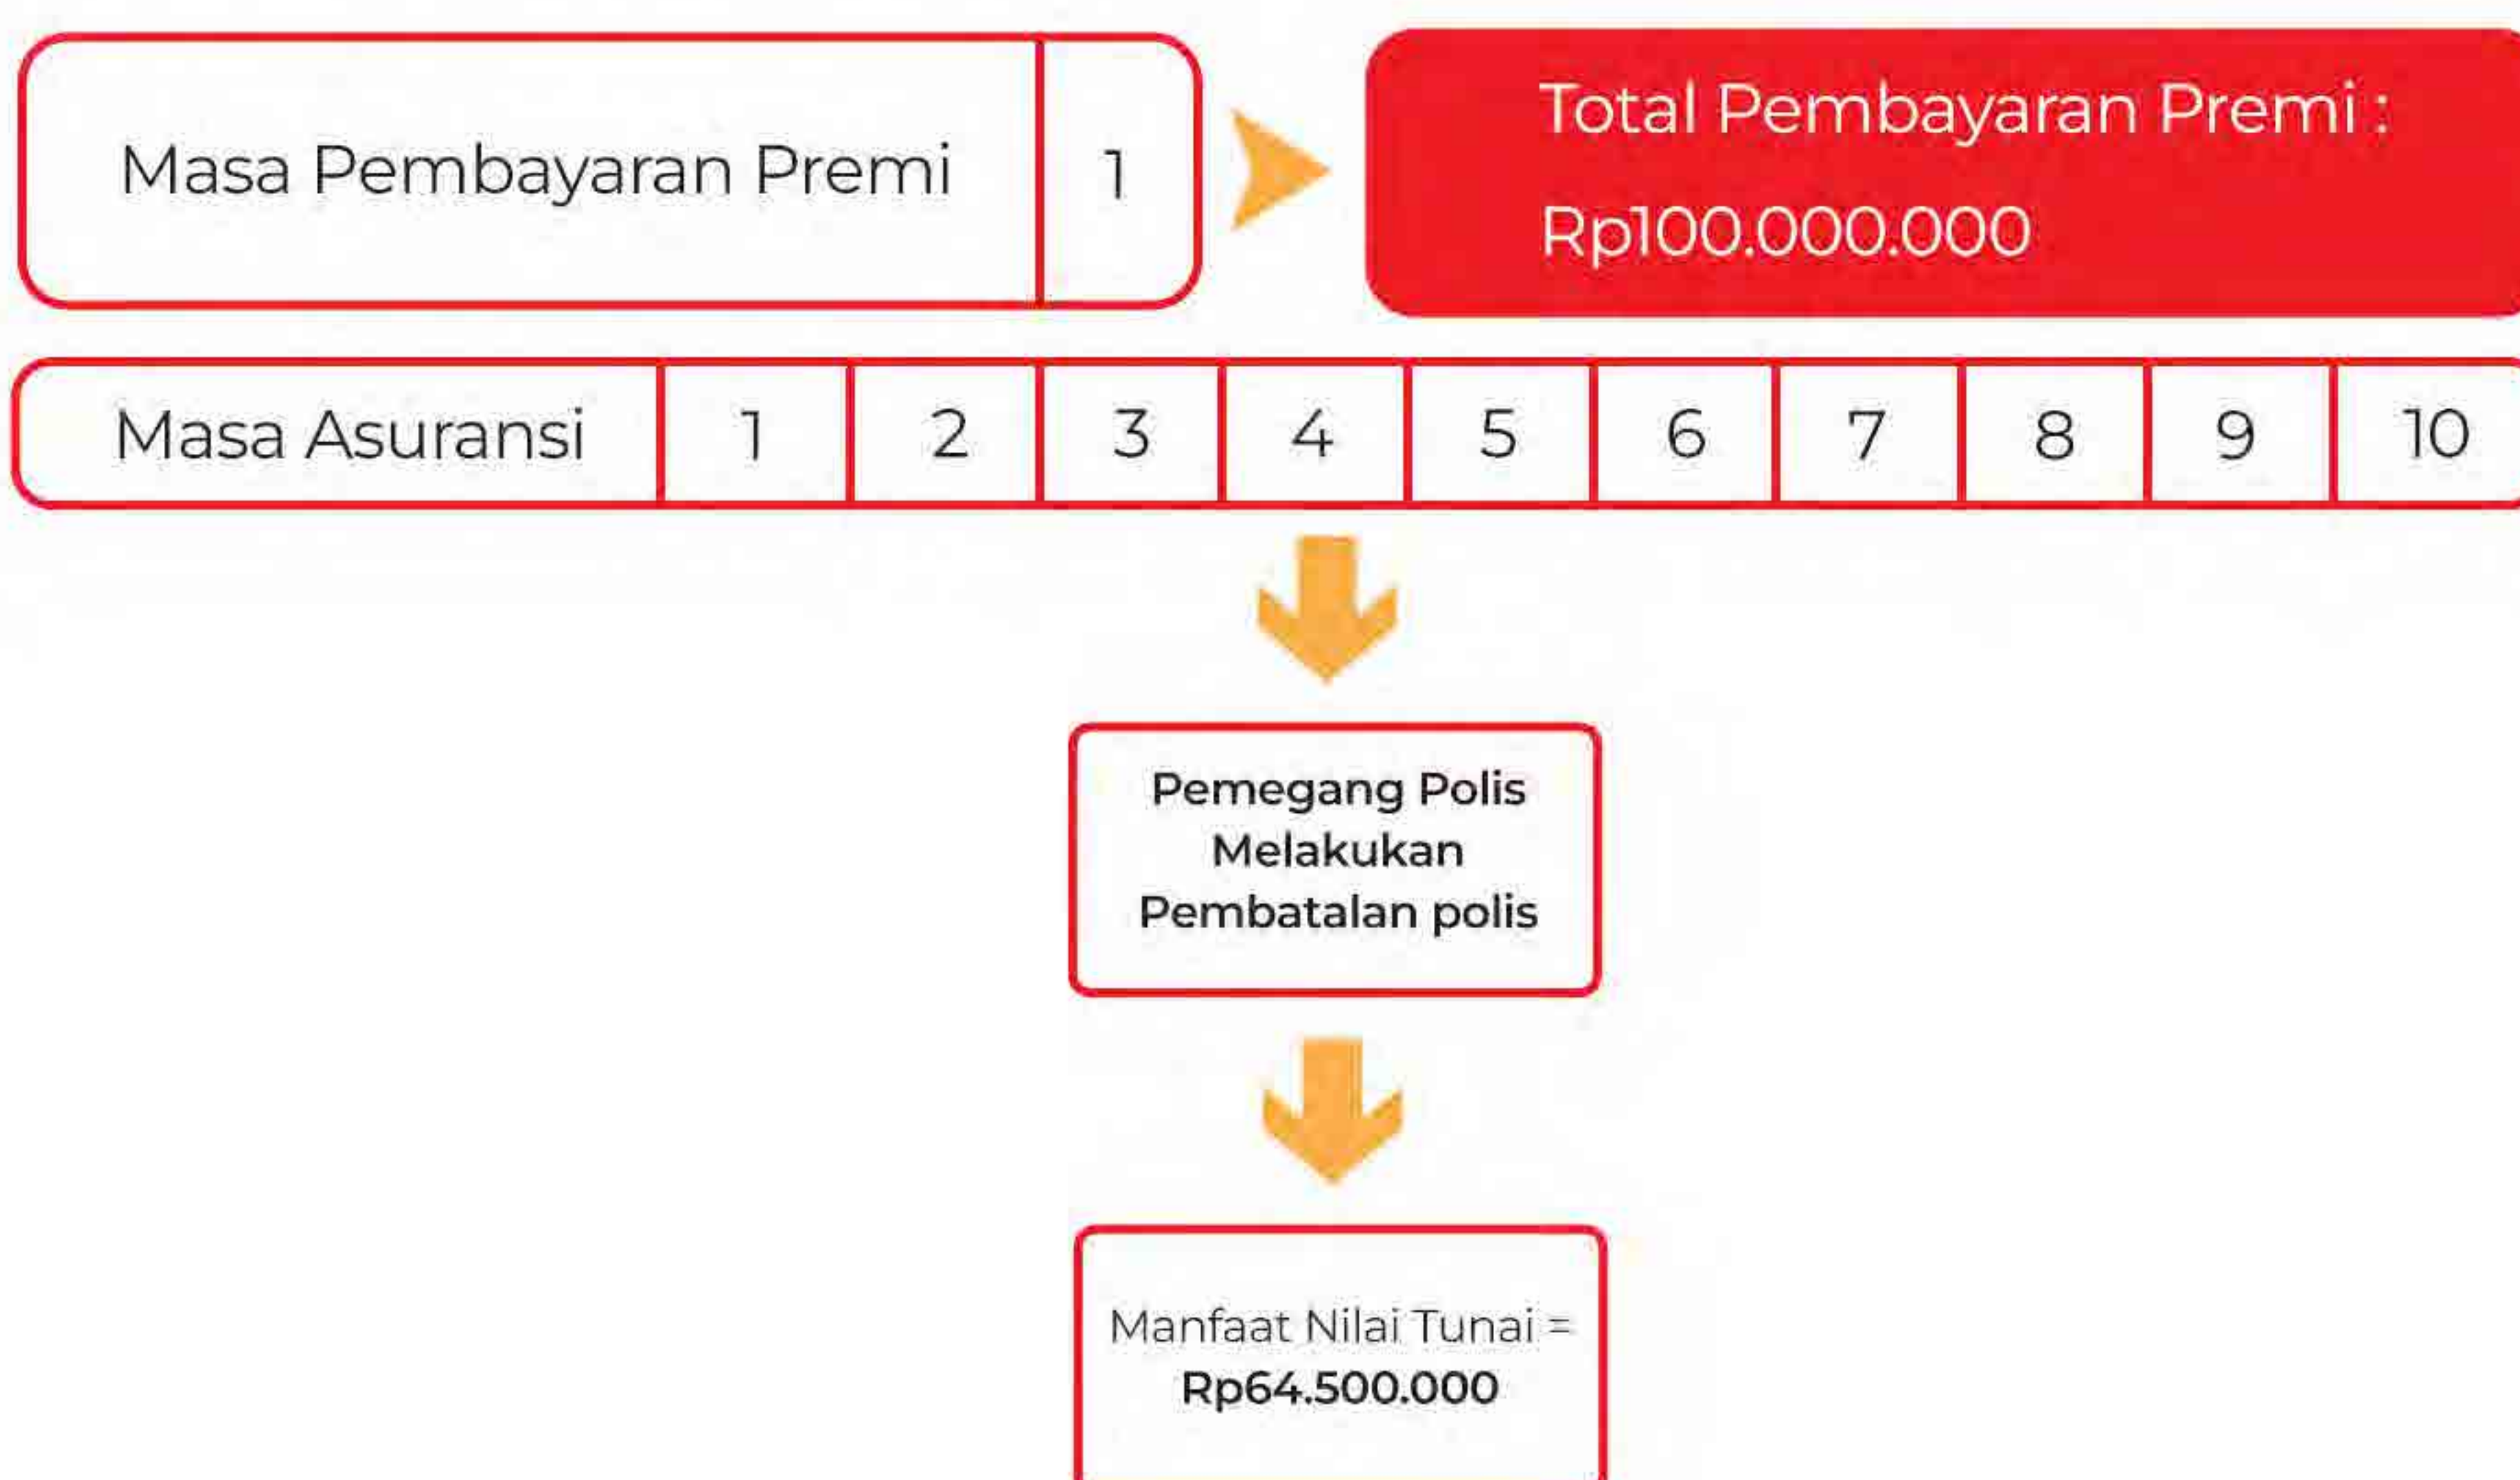 Masa Pembayaran Premi 1
Total Pembayaran Premi :
Rp100.000.000
Masa Asuransi 1 2 3 4 5 6 7 8 9 10
Pemegang Polis
Melakukan
Pembatalan polis
Manfaat Nilai Tunai =
Rp64.500.000